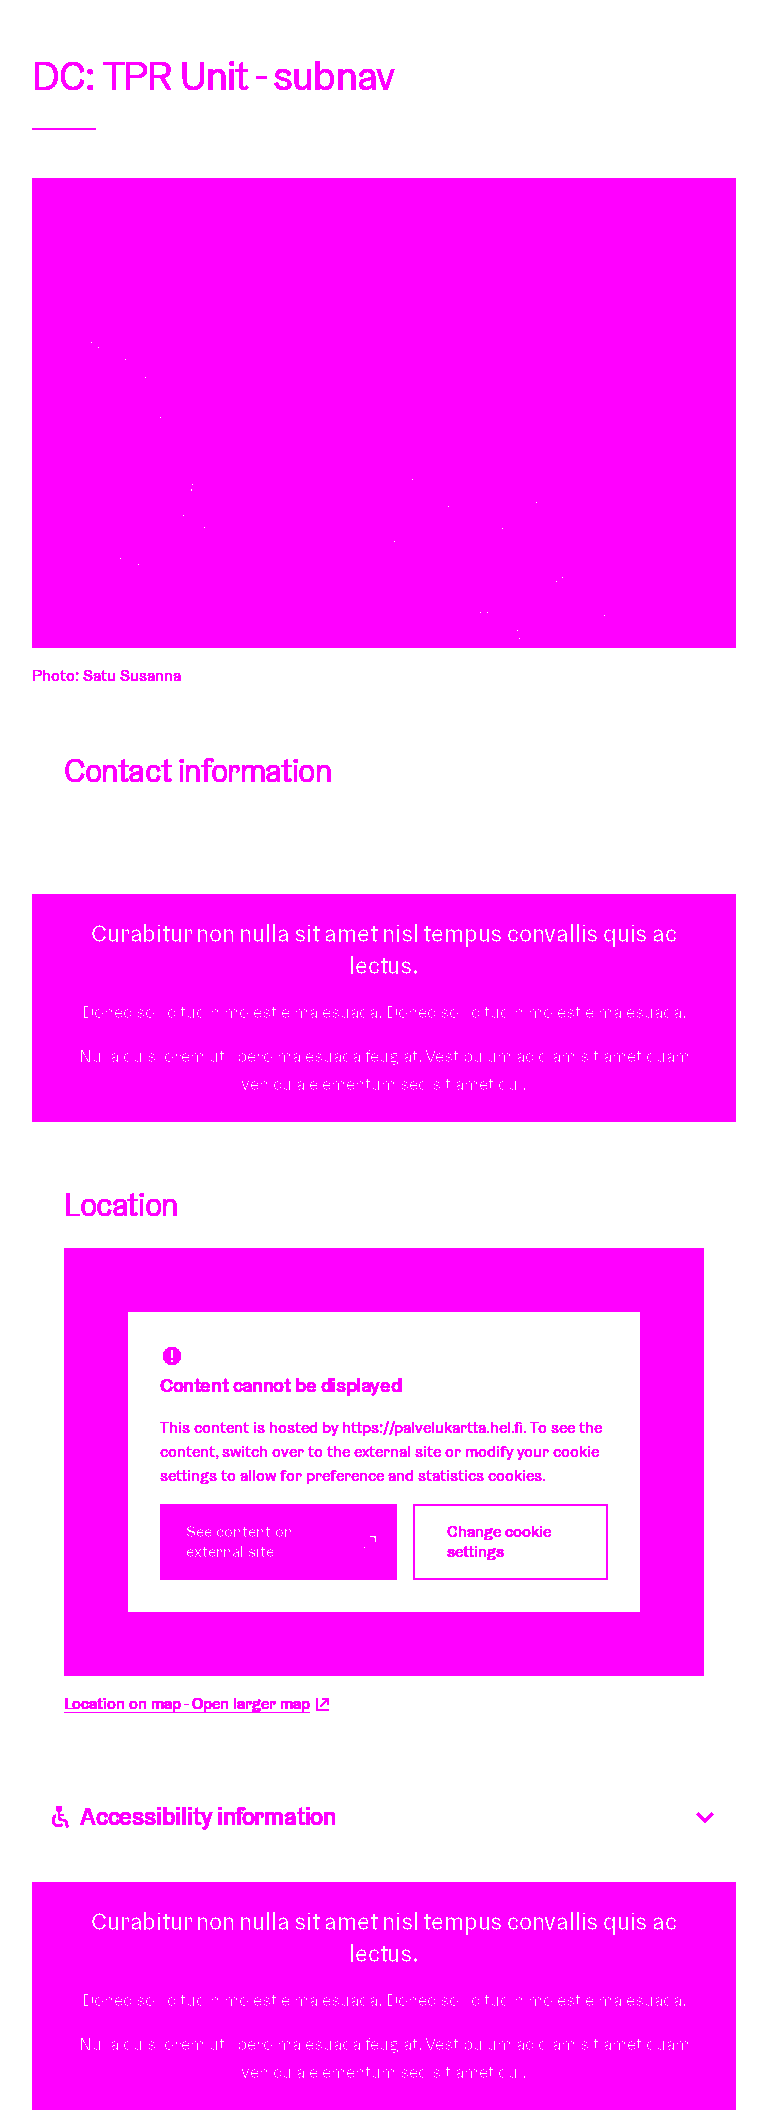 DC: TPR Unit - subnav
Photo: Satu Susanna
Contact information
Curabitur non nulla sit amet nisl tempus convallis quis ac
lectus.
Donec sollicitudin molestie malesuada. Donec sollicitudin molestie malesuada.
Nulla quis lorem ut libero malesuada feugiat. Vestibulum ac diam sit amet quam
vehicula elementum sed sit amet dui.
Location
Content cannot be displayed
This content is hosted by https://palvelukartta.hel.fi. To see the
content, switch over to the external site or modify your cookie
settings to allow for preference and statistics cookies.
See content on
external site
Change cookie
settings
Location on map - Open larger map
Accessibility information
Curabitur non nulla sit amet nisl tempus convallis quis ac
lectus.
Donec sollicitudin molestie malesuada. Donec sollicitudin molestie malesuada.
Nulla quis lorem ut libero malesuada feugiat. Vestibulum ac diam sit amet quam
vehicula elementum sed sit amet dui.